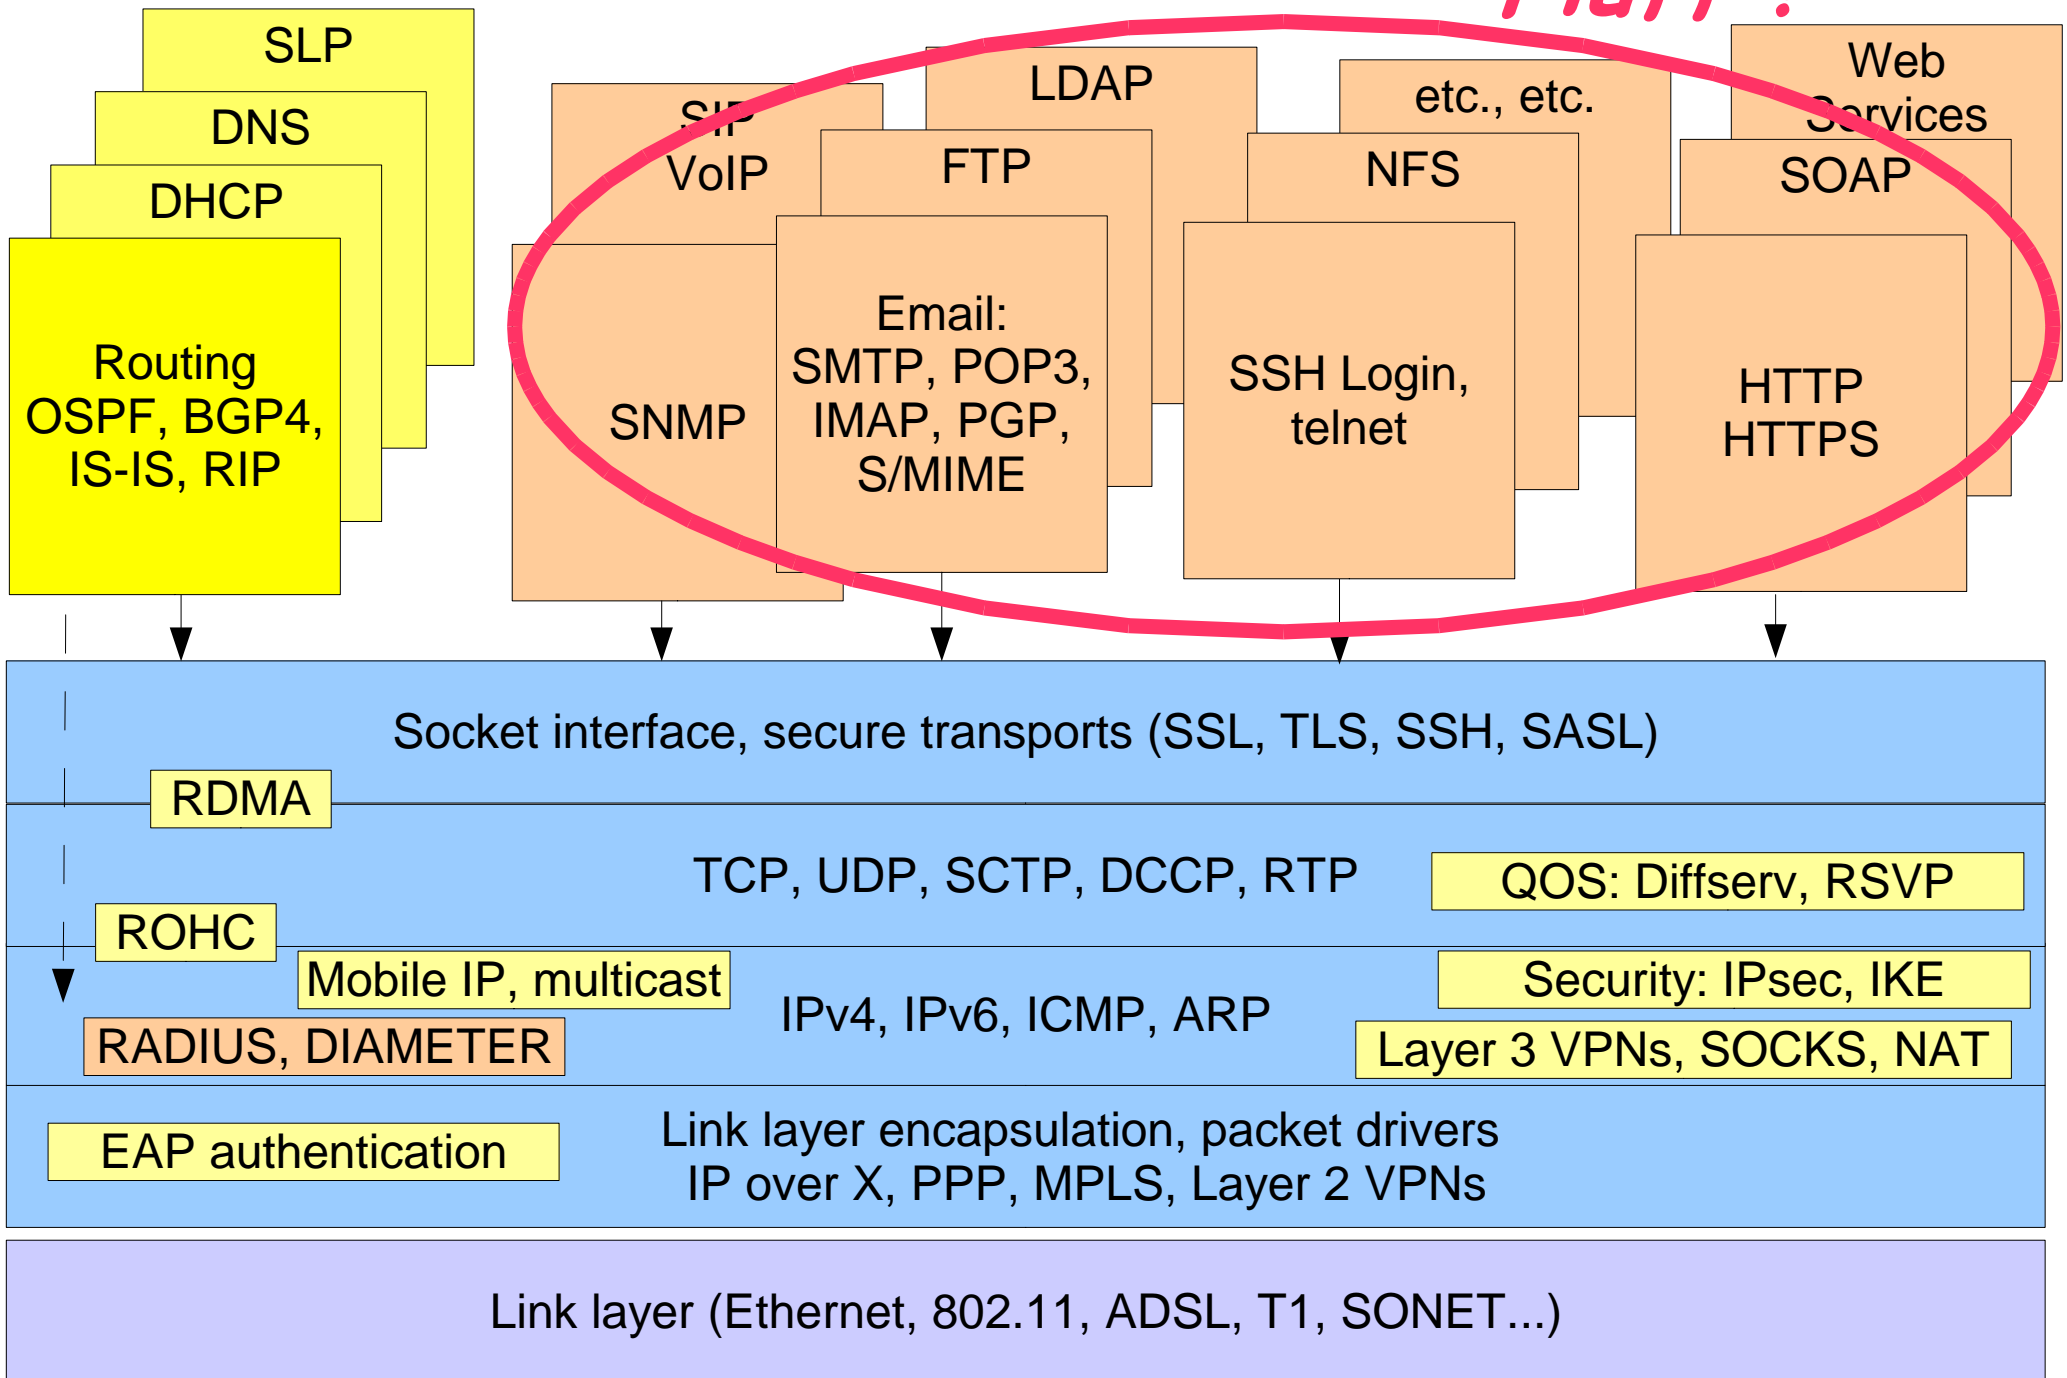 SLP
DNS
DHCP
Routing
OSPF, BGP4,
IS-IS, RIP
SIP
VoIP
SNMP
LDAP
FTP
Email:
SMTP, POP3,
IMAP, PGP,
S/MIME
etc., etc.
NFS
SSH Login,
telnet
Web
Services
SOAP
HTTP
HTTPS
Socket interface, secure transports (SSL, TLS, SSH, SASL)
RDMA
TCP, UDP, SCTP, DCCP, RTP
QOS: Diffserv, RSVP
ROHC
Mobile IP, multicast
IPv4, IPv6, ICMP, ARP
Security: IPsec, IKE
RADIUS, DIAMETER
Layer 3 VPNs, SOCKS, NAT
EAP authentication
Link layer encapsulation, packet drivers
IP over X, PPP, MPLS, Layer 2 VPNs
Link layer (Ethernet, 802.11, ADSL, T1, SONET...)